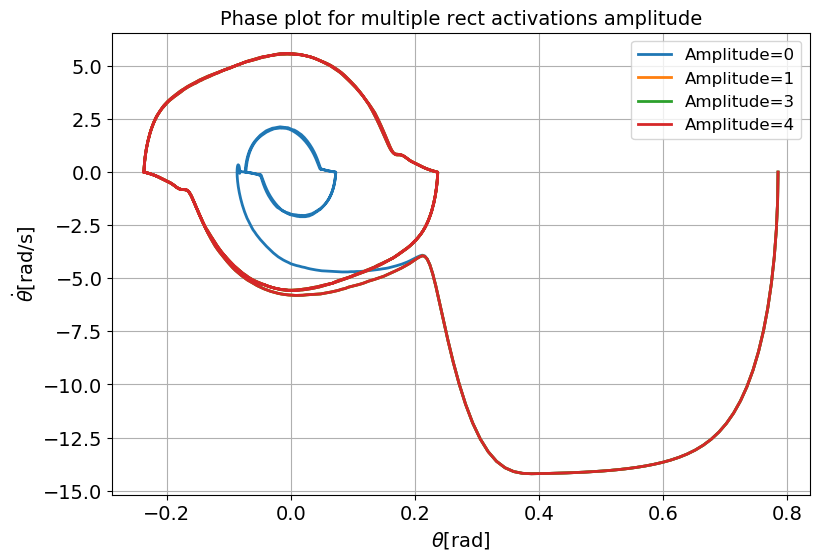 Phase plot for multiple rect activations amplitude
Amplitude=0
Amplitude=1
Amplitude=3
Amplitude=4
5.0
2.5
0.0
−2.5
−5.0
−7.5
−10.0
−12.5
−15.0
θ̇[rad/s]
−0.2 0.0 0.2 0.4 0.6 0.8
θ[rad]